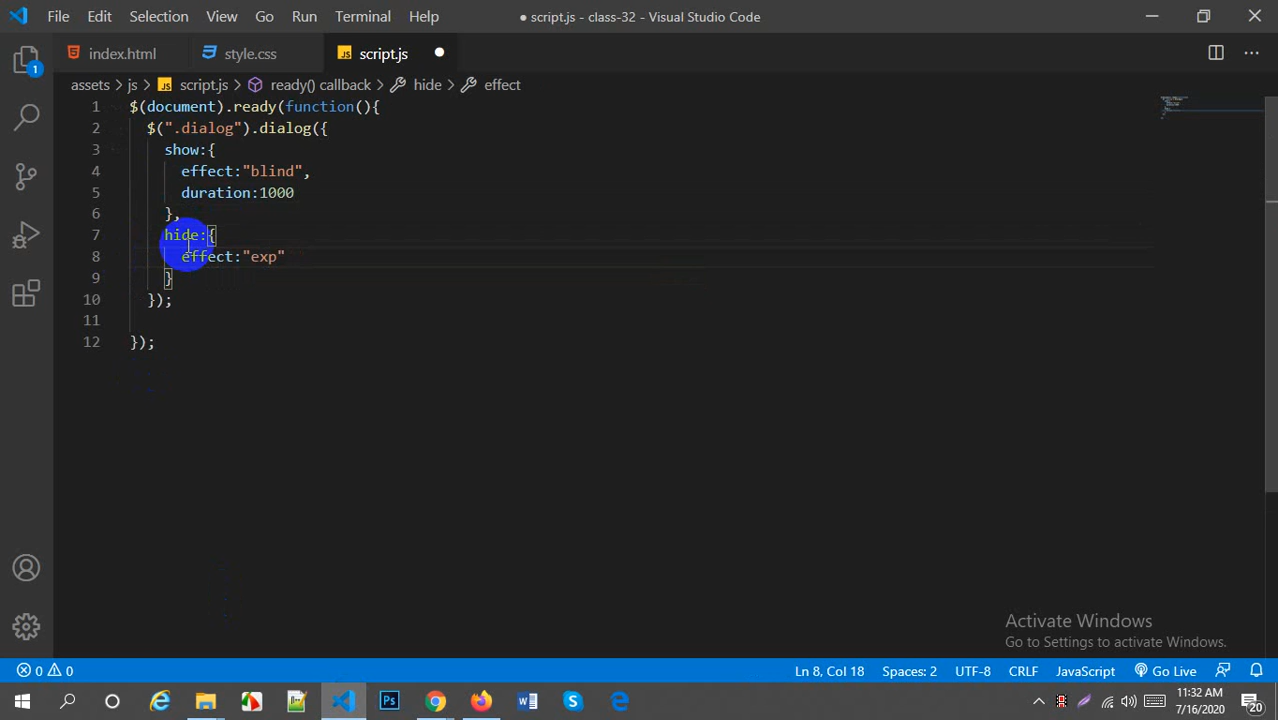 File Edit Selection View Go Run Terminal Help ● script.js - class-32 - Visual Studio Code
index.html style.css script.js
assets > js > script.js > ready() callback > hide > effect
1 $(document).ready(function(){
2 $(".dialog").dialog({
3 show:{
4 effect:"blind",
5 duration:1000
6 },
7 hide:{
8 effect:"exp"
9 }
10 });
11
12 });
1
Activate Windows
Go to Settings to activate Windows.
0 0 Ln 8, Col 18 Spaces: 2 UTF-8 CRLF JavaScript Go Live
Ps W S 11:32 AM
7/16/2020 20